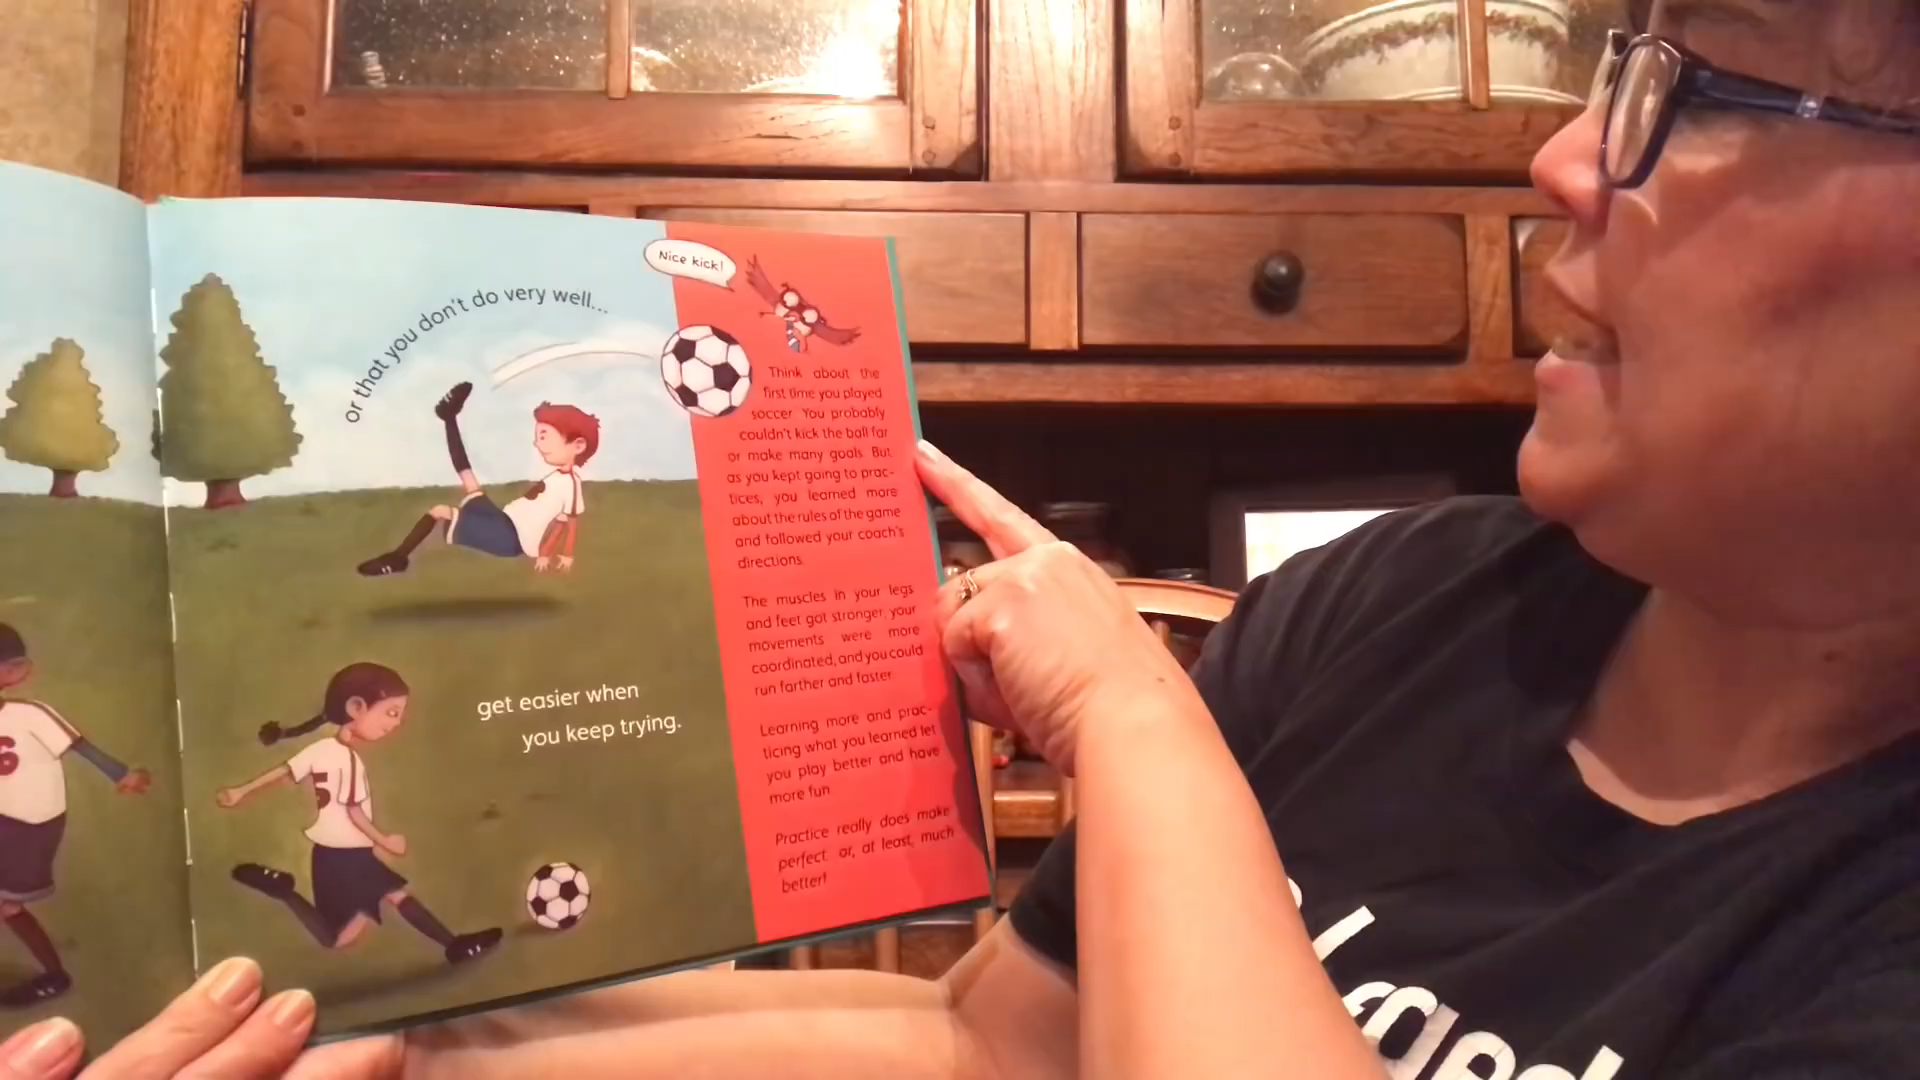 or that you don't do very well...
get easier when
you keep trying.
Nice kick!
Think about the
first time you played
soccer. You probably
couldn't kick the ball far
or make many goals. But,
as you kept going to prac-
tices, you learned more
about the rules of the game
and followed your coach's
directions.
The muscles in your legs
and feet got stronger, your
movements were more
coordinated, and you could
run farther and faster.
Learning more and prac-
ticing what you learned let
you play better and have
more fun.
Practice really does make
perfect. or, at least, much
better!
6
5